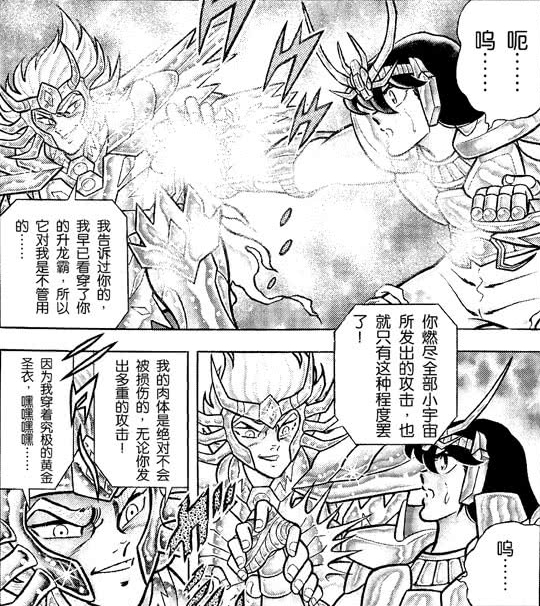 呃……
呜……
我告诉过你的，
我早已看穿了你
的升龙霸，所以
它对我是不管用
的……
你燃尽全部小宇宙
所发出的攻击，也
就只有这种程度罢
了！
呜……
我的肉体是绝对不会
被损伤的，无论你发
出多重的攻击！
因为我穿着究极的黄金
圣衣，嘿嘿嘿嘿……